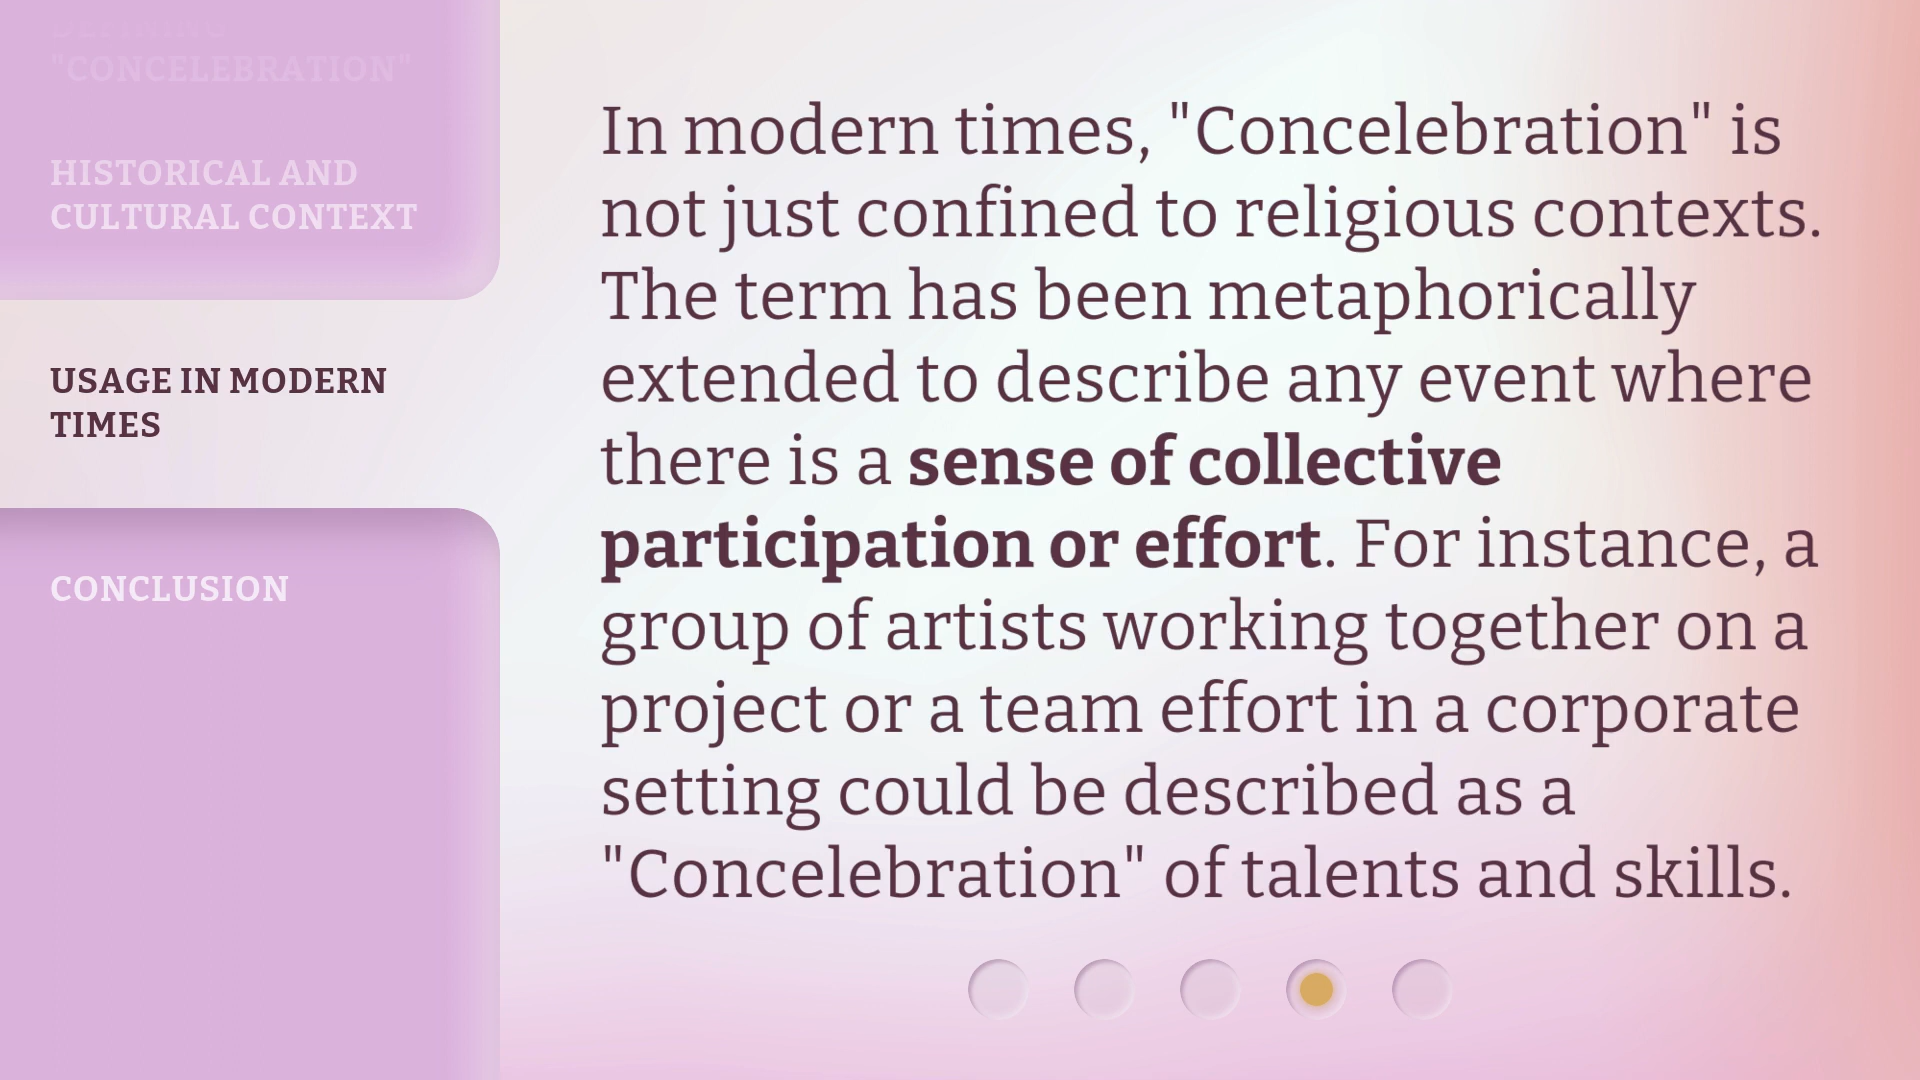 "CONCELEBRATION"
HISTORICAL AND
CULTURAL CONTEXT
USAGE IN MODERN
TIMES
CONCLUSION
In modern times, "Concelebration" is
not just confined to religious contexts.
The term has been metaphorically
extended to describe any event where
there is a sense of collective
participation or effort. For instance, a
group of artists working together on a
project or a team effort in a corporate
setting could be described as a
"Concelebration" of talents and skills.